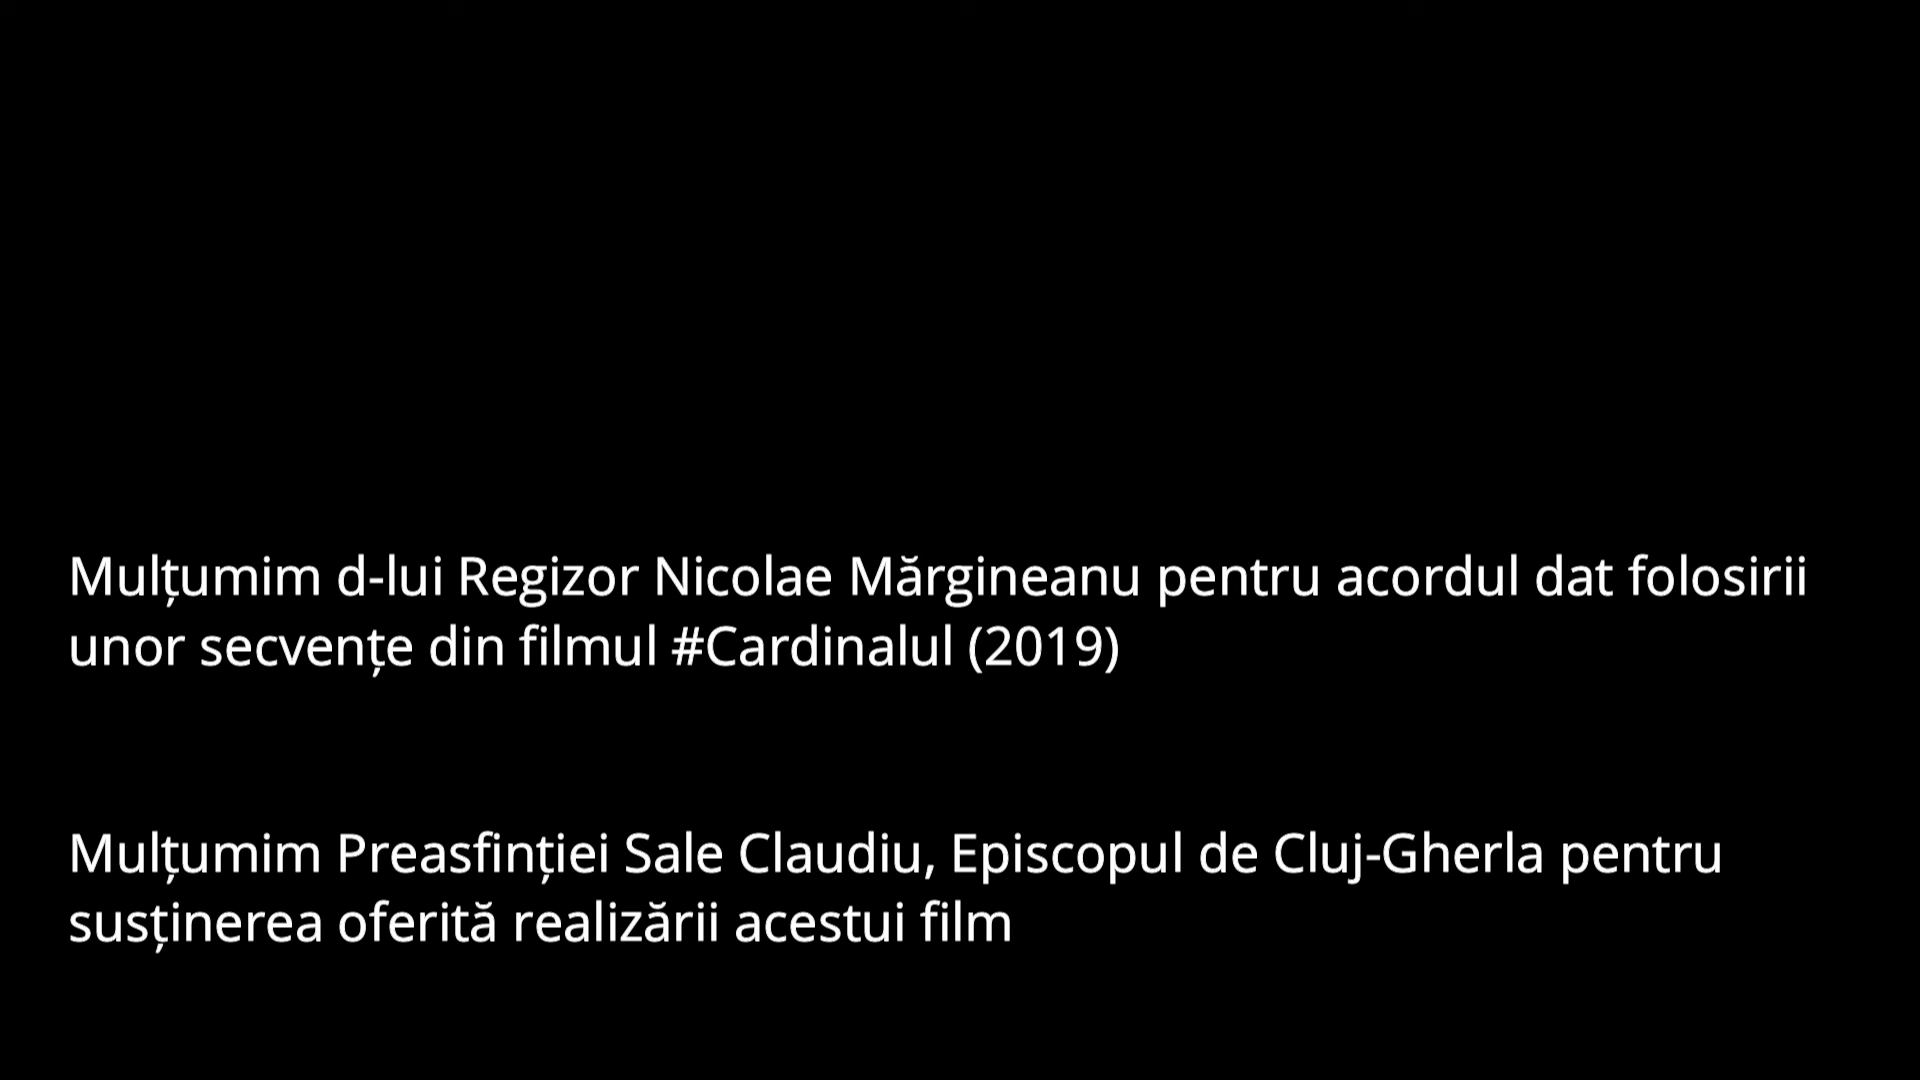 Mulțumim d-lui Regizor Nicolae Mărgineanu pentru acordul dat folosirii
unor secvențe din filmul #Cardinalul (2019)
Mulțumim Preasfinției Sale Claudiu, Episcopul de Cluj-Gherla pentru
susținerea oferită realizării acestui film